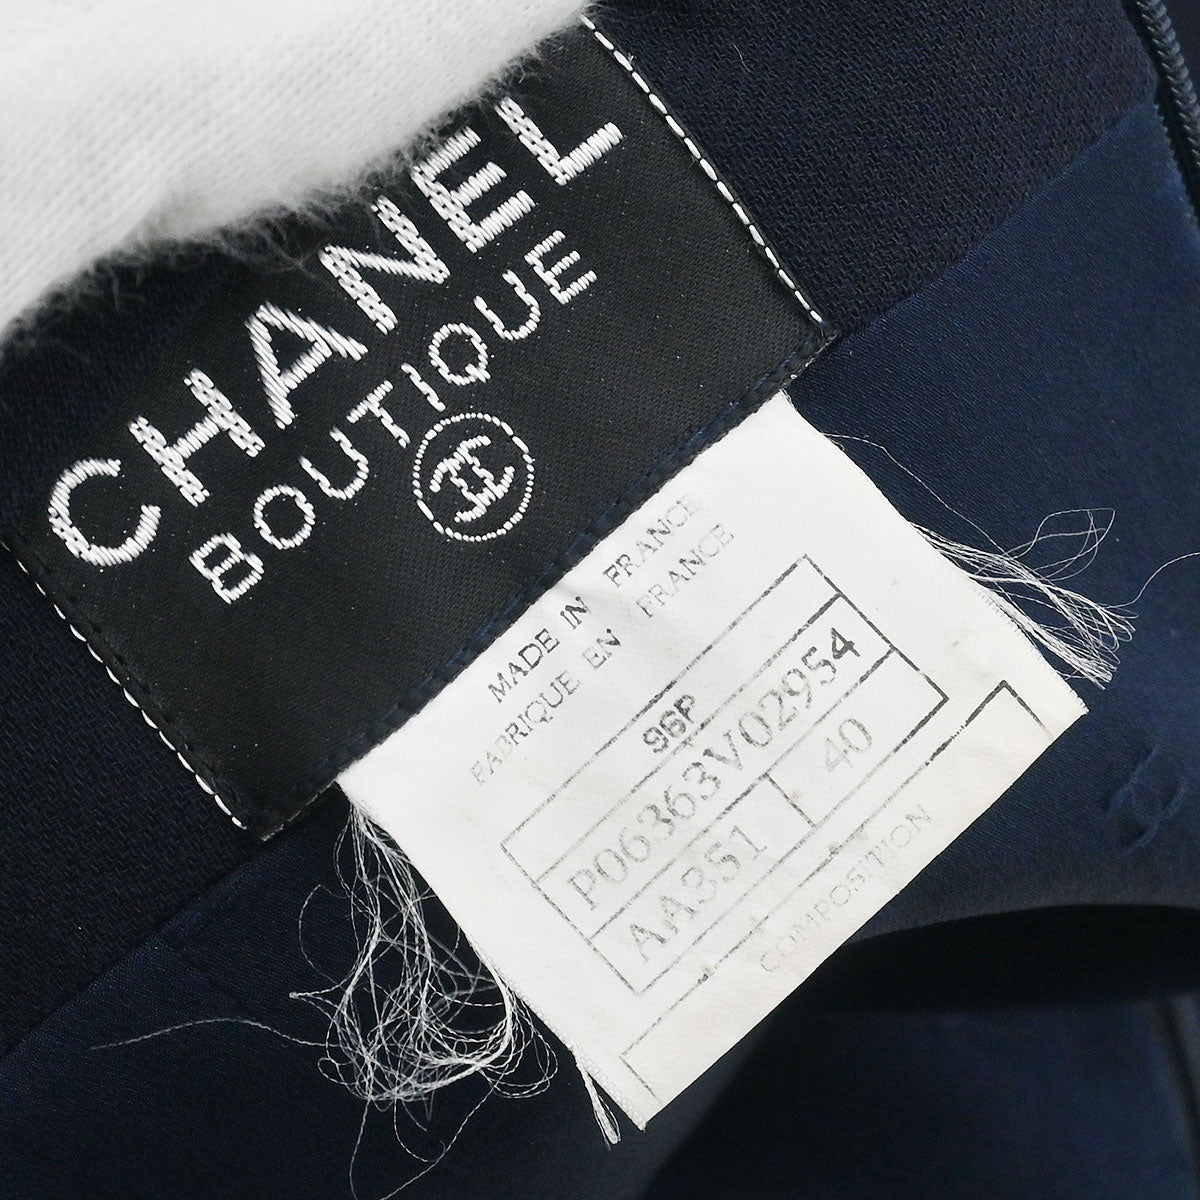 CHANEL
BOUTIQUE
MADE IN FRANCE
FABRIQUE EN FRANCE
96P
P06363V02954
AA351 40
COMPOSITION